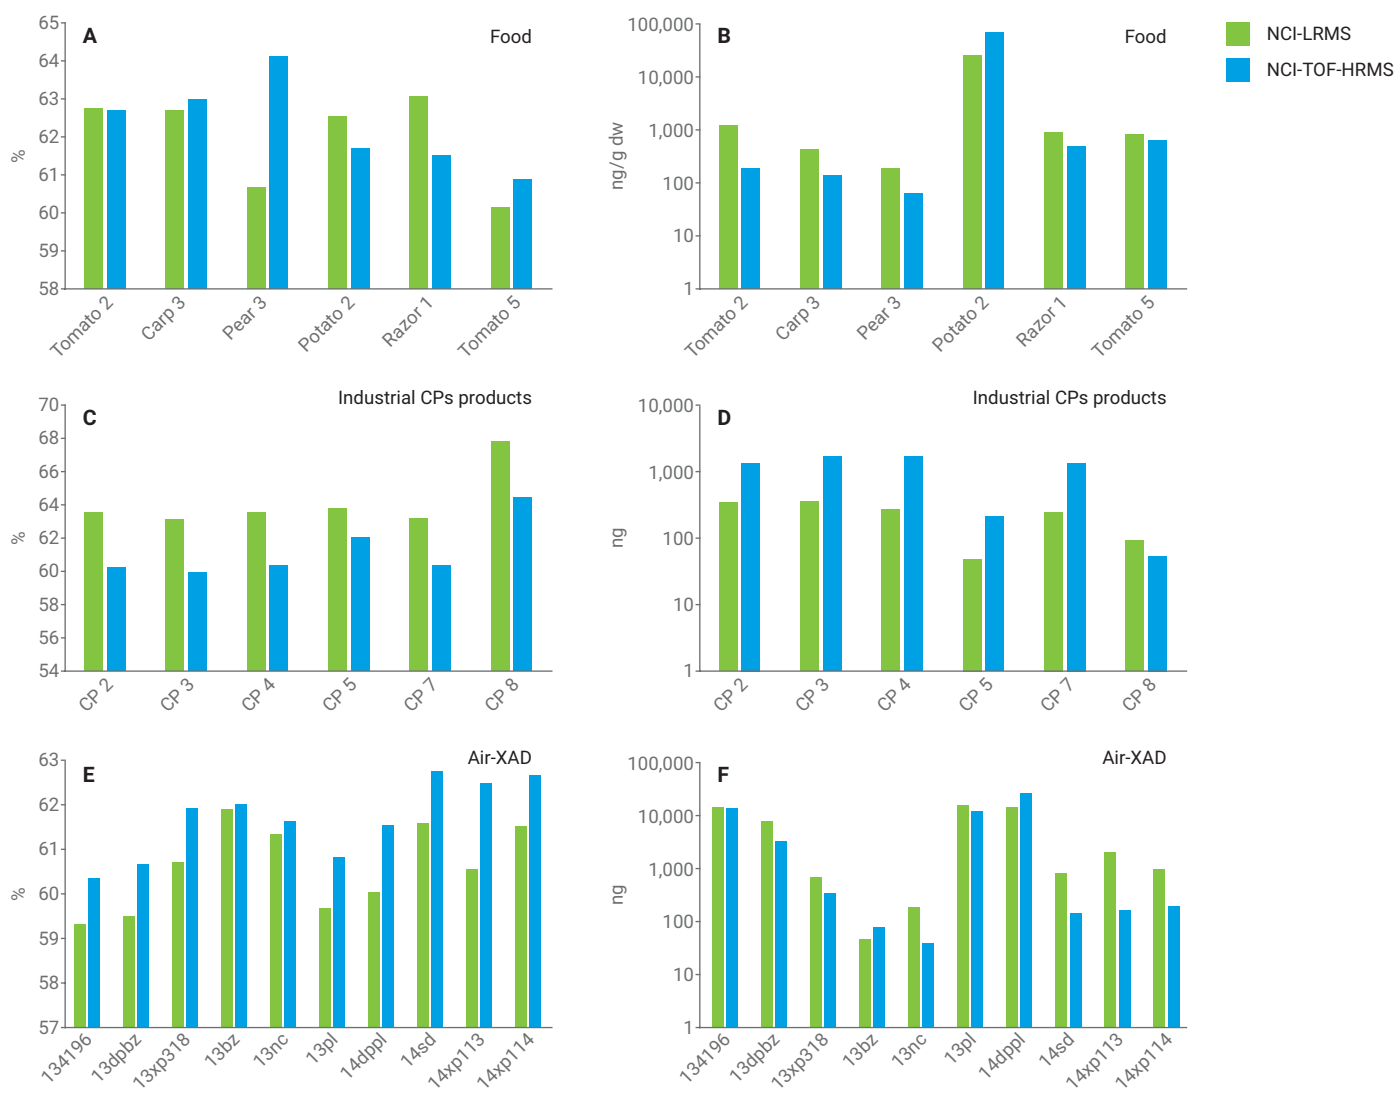 A
Food
65
64
63
62
61
60
59
58
%
Tomato 2
Carp 3
Pear 3
Potato 2
Razor 1
Tomato 5
B
Food
100,000
10,000
1,000
100
10
1
ng/g dw
Tomato 2
Carp 3
Pear 3
Potato 2
Razor 1
Tomato 5
NCI-LRMS
NCI-TOF-HRMS
C
Industrial CPs products
70
68
66
64
62
60
58
56
54
%
CP 2
CP 3
CP 4
CP 5
CP 7
CP 8
D
Industrial CPs products
10,000
1,000
100
10
1
ng
CP 2
CP 3
CP 4
CP 5
CP 7
CP 8
E
Air-XAD
63
62
61
60
59
58
57
%
134196
13dpbz
13xp318
13bz
13nc
13pl
14dppl
14sd
14xp113
14xp114
F
Air-XAD
100,000
10,000
1,000
100
10
1
ng
134196
13dpbz
13xp318
13bz
13nc
13pl
14dppl
14sd
14xp113
14xp114